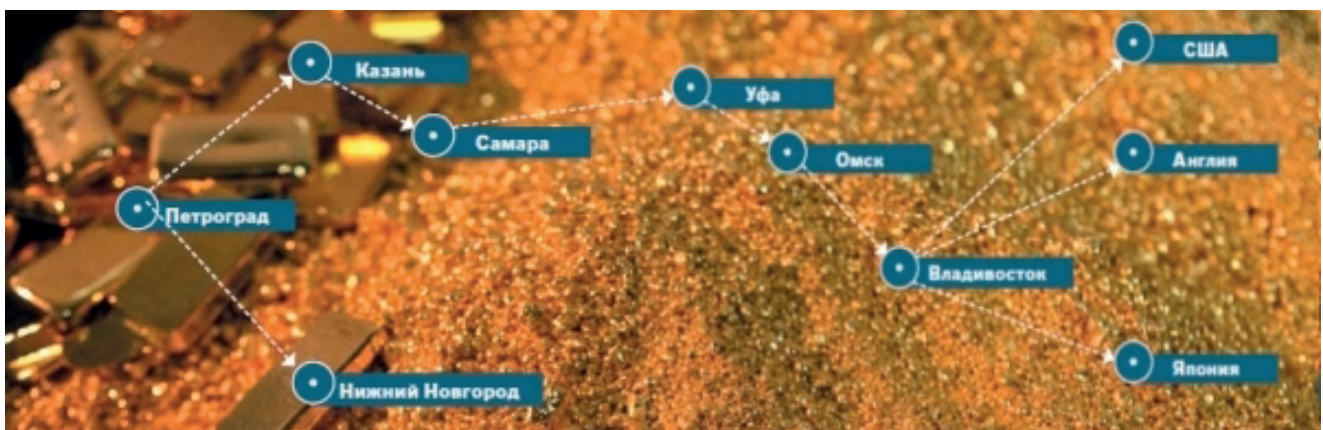 Казань
США
Уфа
Самара
Омск
Англия
Петроград
Владивосток
Япония
Нижний Новгород